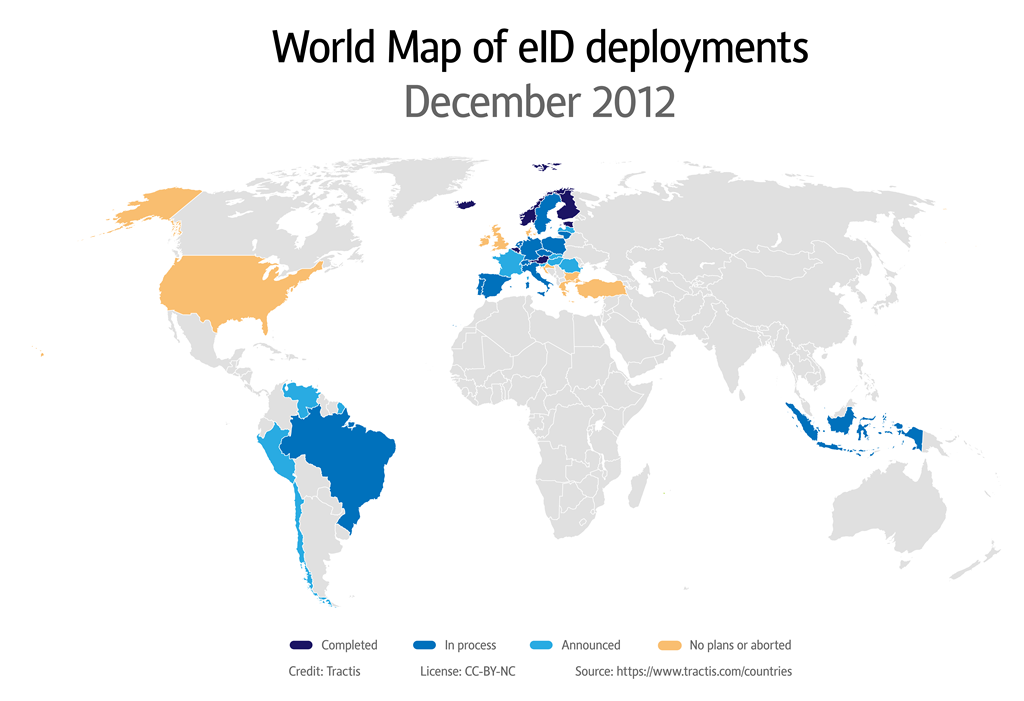 World Map of eID deployments
December 2012
Completed In process Announced No plans or aborted
Credit: Tractis License: CC-BY-NC Source: https://www.tractis.com/countries